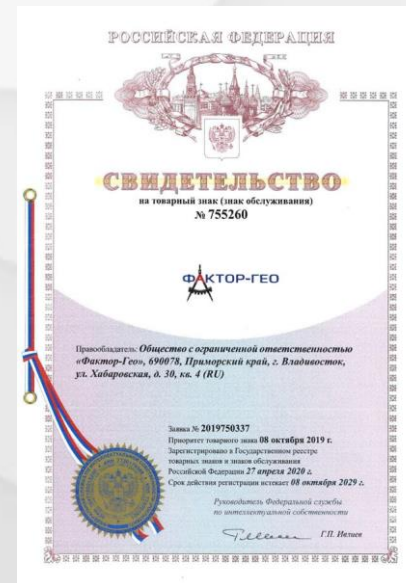 РОССИЙСКАЯ ФЕДЕРАЦИЯ
СВИДЕТЕЛЬСТВО
на товарный знак (знак обслуживания)
№ 755260
ФАКТОР-ГЕО
Правообладатель: Общество с ограниченной ответственностью
«Фактор-Гео», 690078, Приморский край, г. Владивосток,
ул. Хабаровская, д. 30, кв. 4 (RU)
Заявка № 2019750337
Приоритет товарного знака 08 октября 2019 г.
Зарегистрировано в Государственном реестре
товарных знаков и знаков обслуживания
Российской Федерации 27 апреля 2020 г.
Срок действия регистрации истекает 08 октября 2029 г.
Руководитель Федеральной службы
по интеллектуальной собственности
Г.П. Ивлиев